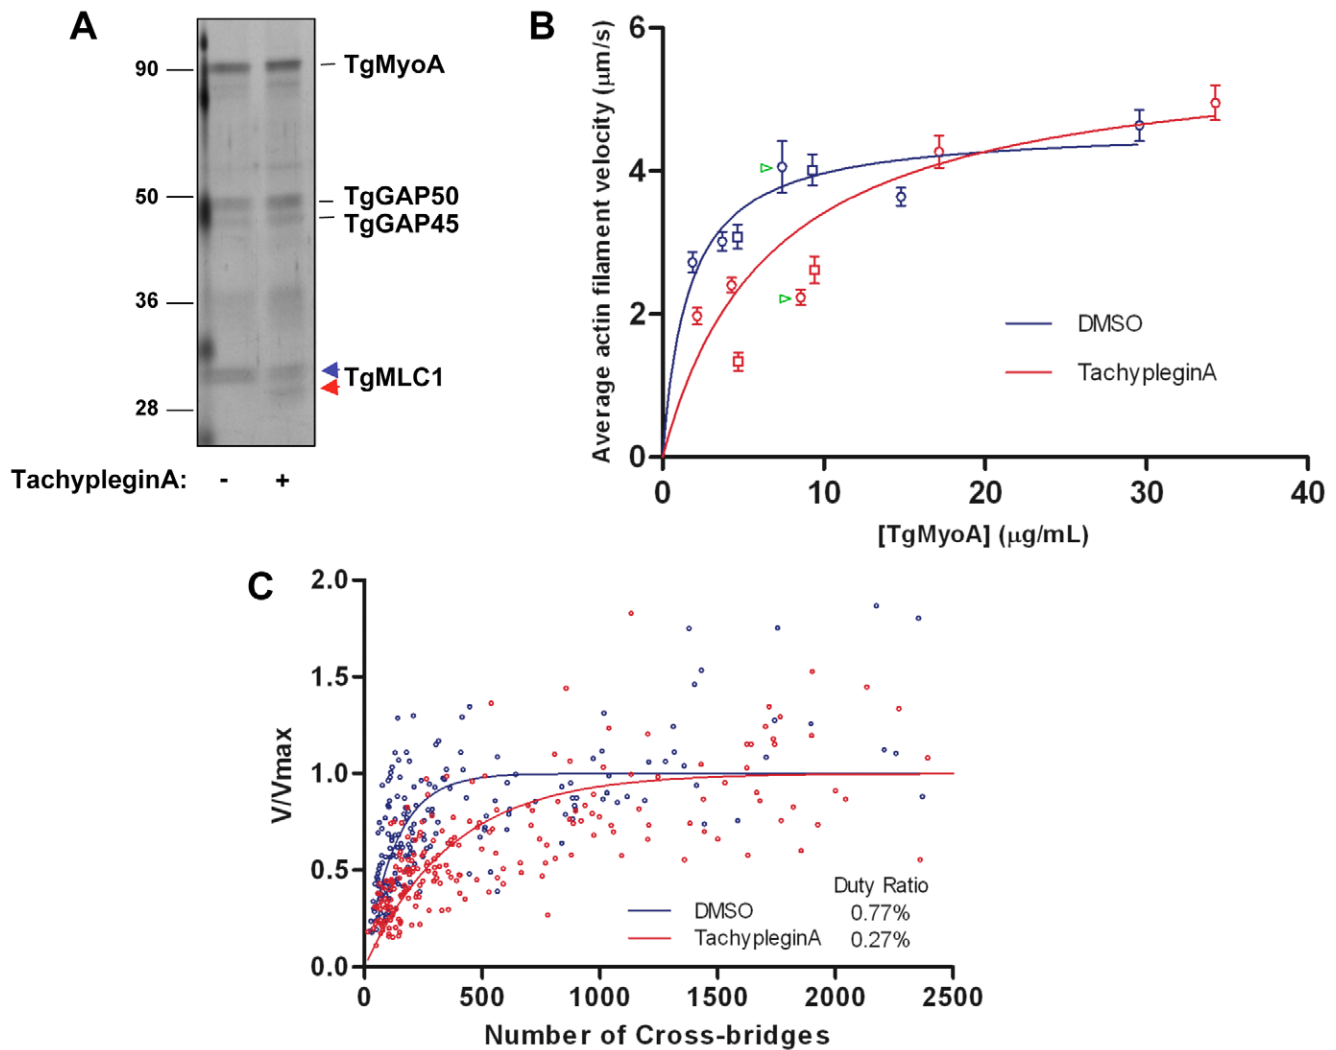 A
90
TgMyoA
50
TgGAP50
TgGAP45
36
TgMLC1
28
TachypleginA: - +
B
Average actin filament velocity (μm/s)
6
4
2
0
0 10 20 30 40
[TgMyoA] (μg/mL)
DMSO
TachypleginA
C
V/Vmax
2.0
1.5
1.0
0.5
0.0
0 500 1000 1500 2000 2500
Number of Cross-bridges
Duty Ratio
DMSO 0.77%
TachypleginA 0.27%